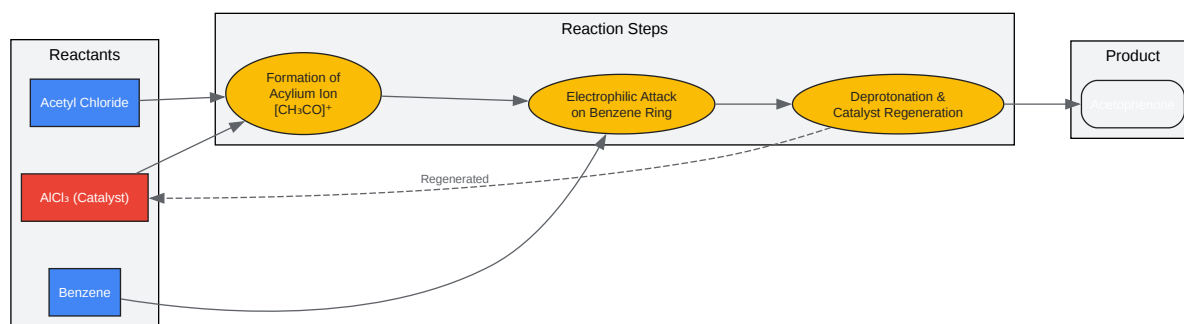 Reactants
Acetyl Chloride
AlCl₃ (Catalyst)
Benzene
Reaction Steps
Formation of
Acylium Ion
[CH₃CO]⁺
Electrophilic Attack
on Benzene Ring
Deprotonation &
Catalyst Regeneration
Regenerated
Product
Acetophenone